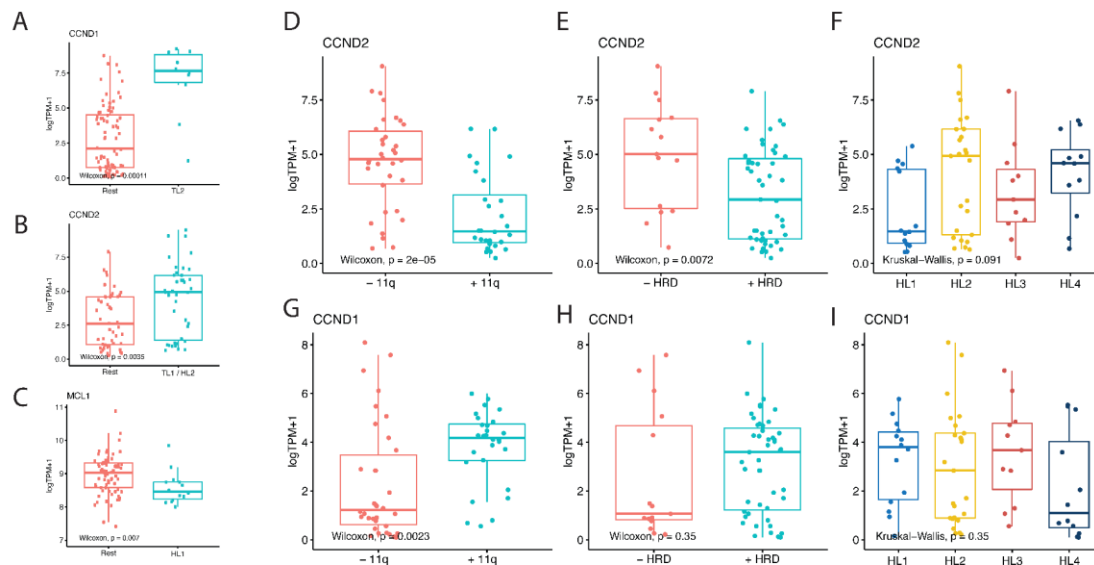 A
CCND1
logTPM+1
7.5
5.0
2.5
0.0
Wilcoxon, p = 0.00011
Rest
TL2
B
CCND2
logTPM+1
7.5
5.0
2.5
0.0
Wilcoxon, p = 0.0035
Rest
TL1 / HL2
C
MCL1
logTPM+1
11
10
9
8
7
Wilcoxon, p = 0.007
Rest
HL1
D
CCND2
logTPM+1
7.5
5.0
2.5
0.0
Wilcoxon, p = 2e−05
− 11q
+ 11q
E
CCND2
logTPM+1
7.5
5.0
2.5
0.0
Wilcoxon, p = 0.0072
− HRD
+ HRD
F
CCND2
logTPM+1
7.5
5.0
2.5
0.0
Kruskal−Wallis, p = 0.091
HL1
HL2
HL3
HL4
G
CCND1
logTPM+1
8
6
4
2
0
Wilcoxon, p = 0.0023
− 11q
+ 11q
H
CCND1
logTPM+1
8
6
4
2
0
Wilcoxon, p = 0.35
− HRD
+ HRD
I
CCND1
logTPM+1
8
6
4
2
0
Kruskal−Wallis, p = 0.35
HL1
HL2
HL3
HL4